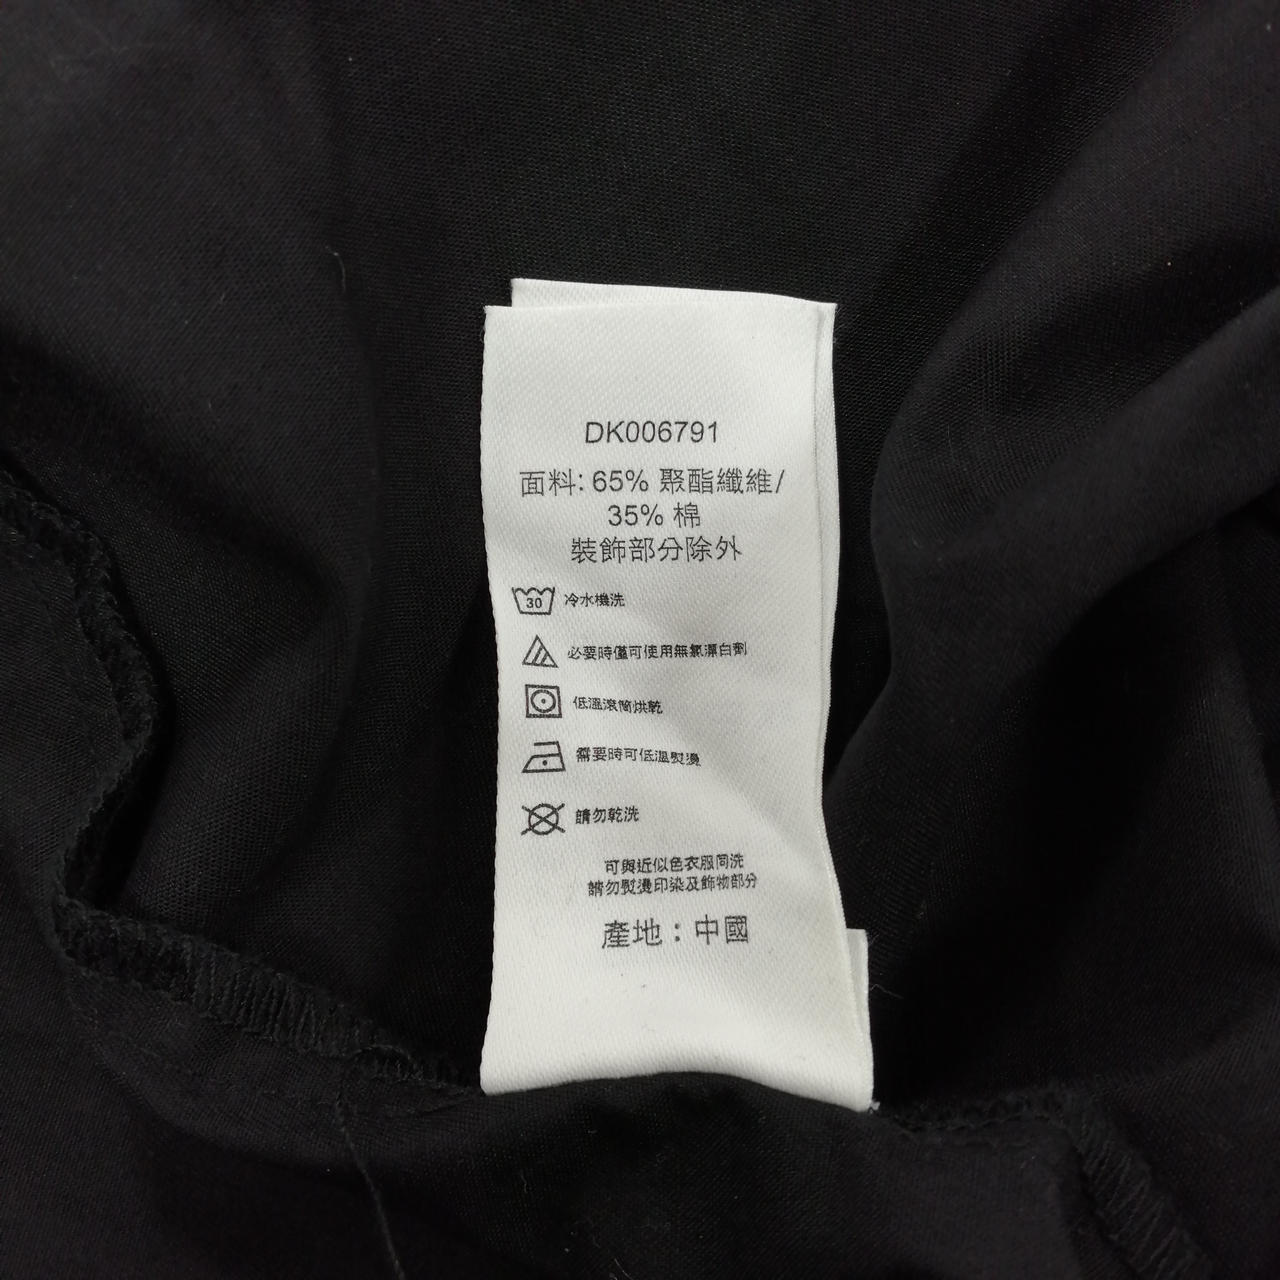 DK006791
面料: 65% 聚酯纖維/
35% 棉
裝飾部分除外
30 冷水機洗
必要時僅可使用無氯漂白劑
低溫滾筒烘乾
需要時可低溫熨燙
請勿乾洗
可與近似色衣服同洗
請勿熨燙印染及飾物部分
產地：中國